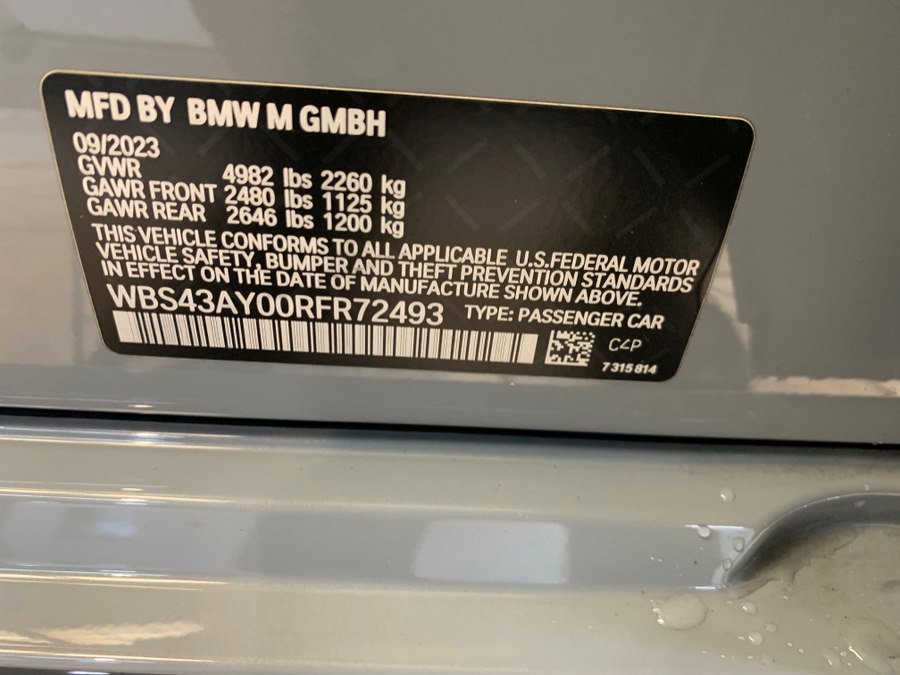 MFD BY BMW M GMBH
09/2023
GVWR 4982 lbs 2260 kg
GAWR FRONT 2480 lbs 1125 kg
GAWR REAR 2646 lbs 1200 kg
THIS VEHICLE CONFORMS TO ALL APPLICABLE U.S.FEDERAL MOTOR
VEHICLE SAFETY, BUMPER AND THEFT PREVENTION STANDARDS
IN EFFECT ON THE DATE OF MANUFACTURE SHOWN ABOVE.
WBS43AY00RFR72493 TYPE: PASSENGER CAR
C4P
7 315 814